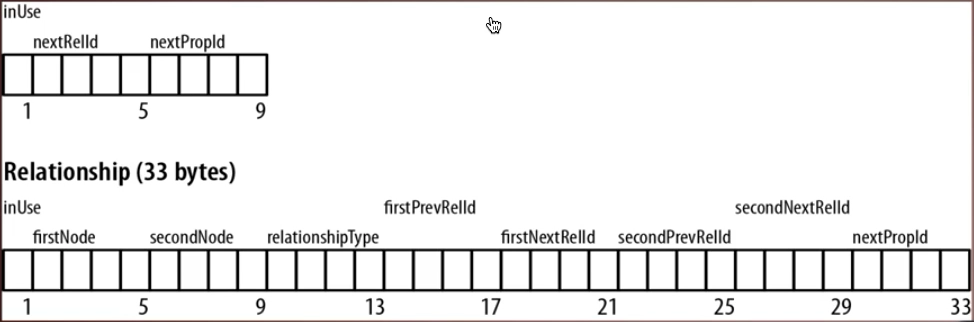 inUse
nextRelId nextPropId
1 5 9
Relationship (33 bytes)
inUse firstPrevRelId secondNextRelId
firstNode secondNode relationshipType firstNextRelId secondPrevRelId nextPropId
1 5 9 13 17 21 25 29 33